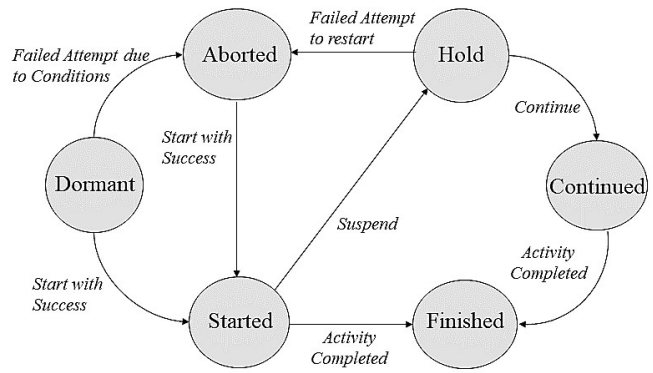 Failed Attempt
to restart
Failed Attempt due
to Conditions
Aborted
Hold
Continue
Start with
Success
Dormant
Continued
Suspend
Start with
Success
Activity
Completed
Started
Finished
Activity
Completed